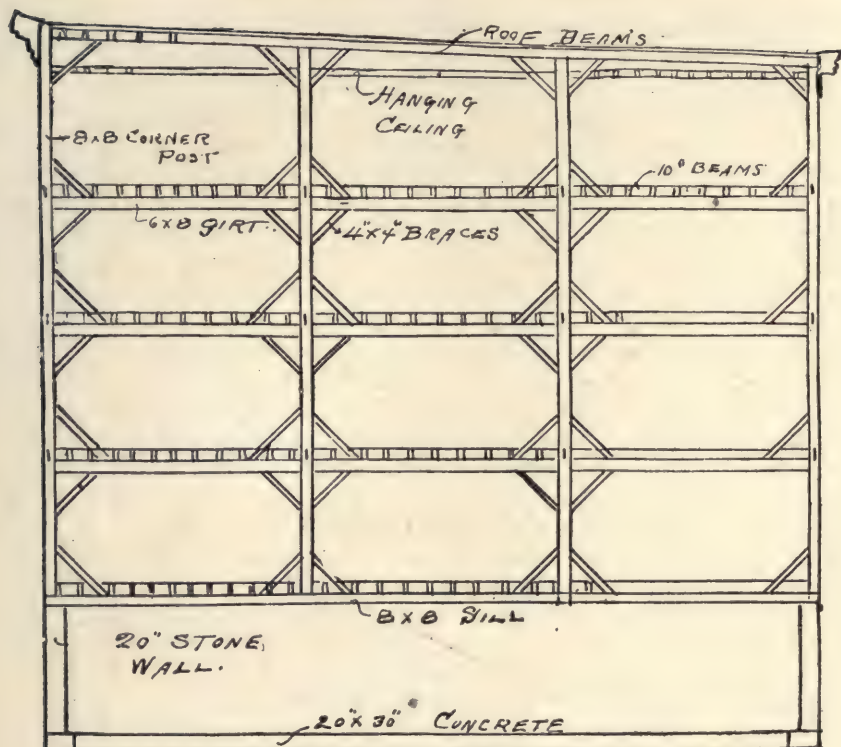 ROOF BEAMS
HANGING
CEILING
8x8 CORNER
POST
10" BEAMS
6x8 GIRT.
4"x4" BRACES
8x8 SILL
20" STONE
WALL.
20"x30" CONCRETE